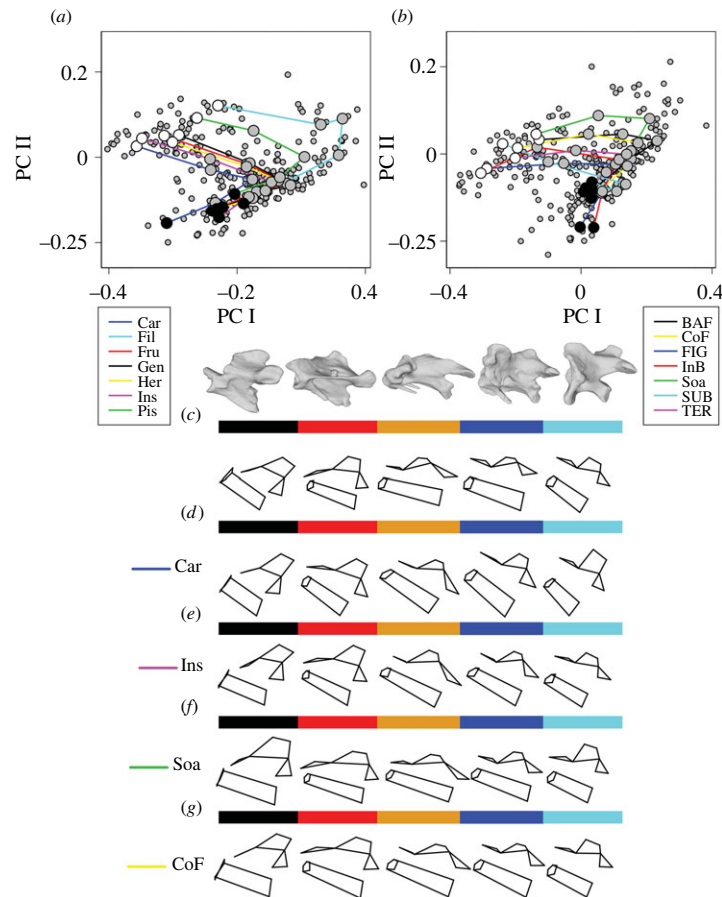 (a)
(b)
0.2
0
−0.25
PC II
−0.4
−0.2
0.4
PC I
0.2
0
−0.25
PC II
−0.4
0
0.4
PC I
Car
Fil
Fru
Gen
Her
Ins
Pis
BAF
CoF
FIG
InB
Soa
SUB
TER
(c)
(d)
Car
(e)
Ins
(f)
Soa
(g)
CoF